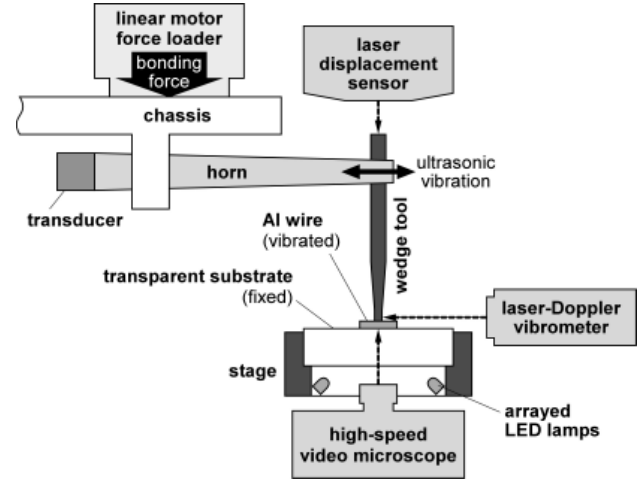 linear motor
force loader
bonding
force
chassis
laser
displacement
sensor
horn
ultrasonic
vibration
transducer
Al wire
(vibrated)
wedge tool
transparent substrate
(fixed)
laser-Doppler
vibrometer
stage
arrayed
LED lamps
high-speed
video microscope